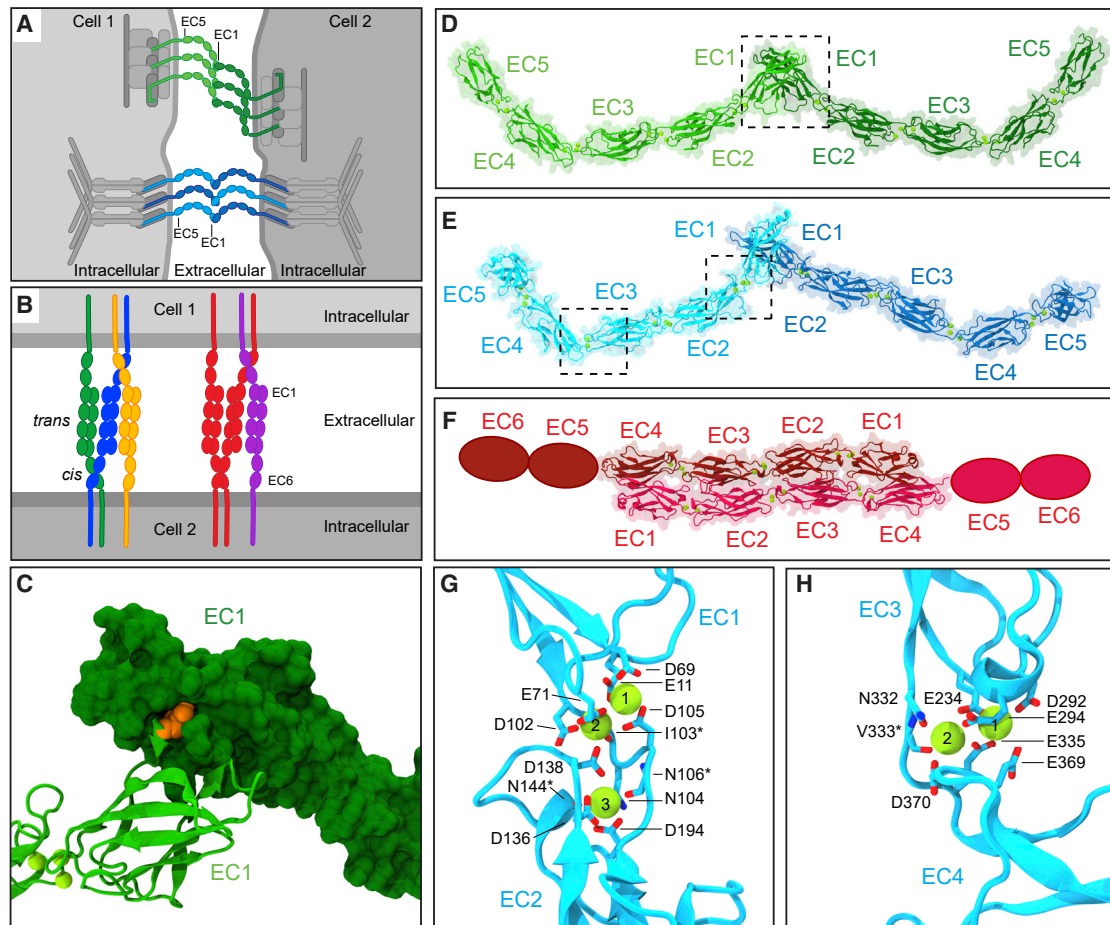 A
Cell 1
Cell 2
EC5
EC1
EC5
EC1
Intracellular
Extracellular
Intracellular
B
Cell 1
Intracellular
trans
EC1
Extracellular
cis
EC6
Cell 2
Intracellular
C
EC1
EC1
D
EC5
EC4
EC3
EC2
EC1
EC1
EC2
EC3
EC4
EC5
E
EC5
EC4
EC3
EC2
EC1
EC1
EC2
EC3
EC4
EC5
F
EC6
EC5
EC4
EC3
EC2
EC1
EC1
EC2
EC3
EC4
EC5
EC6
G
EC1
D69
E11
E71
1
D105
D102
2
I103*
D138
N106*
N144*
3
N104
D136
D194
EC2
H
EC3
N332
E234
D292
1
E294
V333*
2
E335
E369
D370
EC4